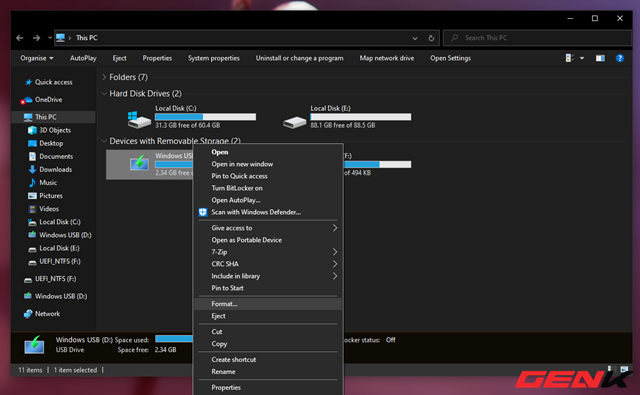 This PC
Search This PC
Organise AutoPlay Eject Properties System properties Uninstall or change a program Map network drive Open Settings
Quick access
OneDrive
This PC
3D Objects
Desktop
Documents
Downloads
Music
Pictures
Videos
Local Disk (C:)
Windows USB (D:)
Local Disk (E:)
UEFI_NTFS (F:)
UEFI_NTFS (F:)
Windows USB (D:)
Folders (7)
Hard Disk Drives (2)
Local Disk (C:)
31.3 GB free of 60.4 GB
Local Disk (E:)
88.1 GB free of 88.5 GB
Devices with Removable Storage (2)
Windows USB
2.34 GB free
F:)
of 494 KB
Open
Open in new window
Pin to Quick access
Turn BitLocker on
Open AutoPlay...
Scan with Windows Defender...
Give access to
Open as Portable Device
7-Zip
CRC SHA
Include in library
Pin to Start
Format...
Eject
Cut
Copy
Create shortcut
Rename
Properties
Windows USB (D:) Space used:
USB Drive Space free: 2.34 GB
ocker status: Off
11 items 1 item selected
GENK